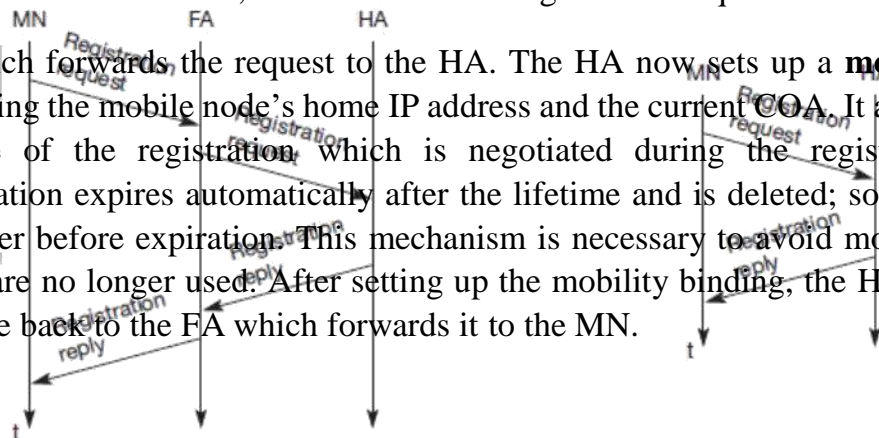 MN FA HA
ch forwards the request to the HA. The HA now sets up a
MN
ing the mobile node's home IP address and the current COA. It
of the registration which is negotiated during the
ation expires automatically after the lifetime and is deleted; so
er before expiration. This mechanism is necessary to avoid
are no longer used. After setting up the mobility binding, the
e back to the FA which forwards it to the MN.
Registration
request
Registration
request
Registration
reply
Registration
reply
t
Registration
request
Registration
reply
t